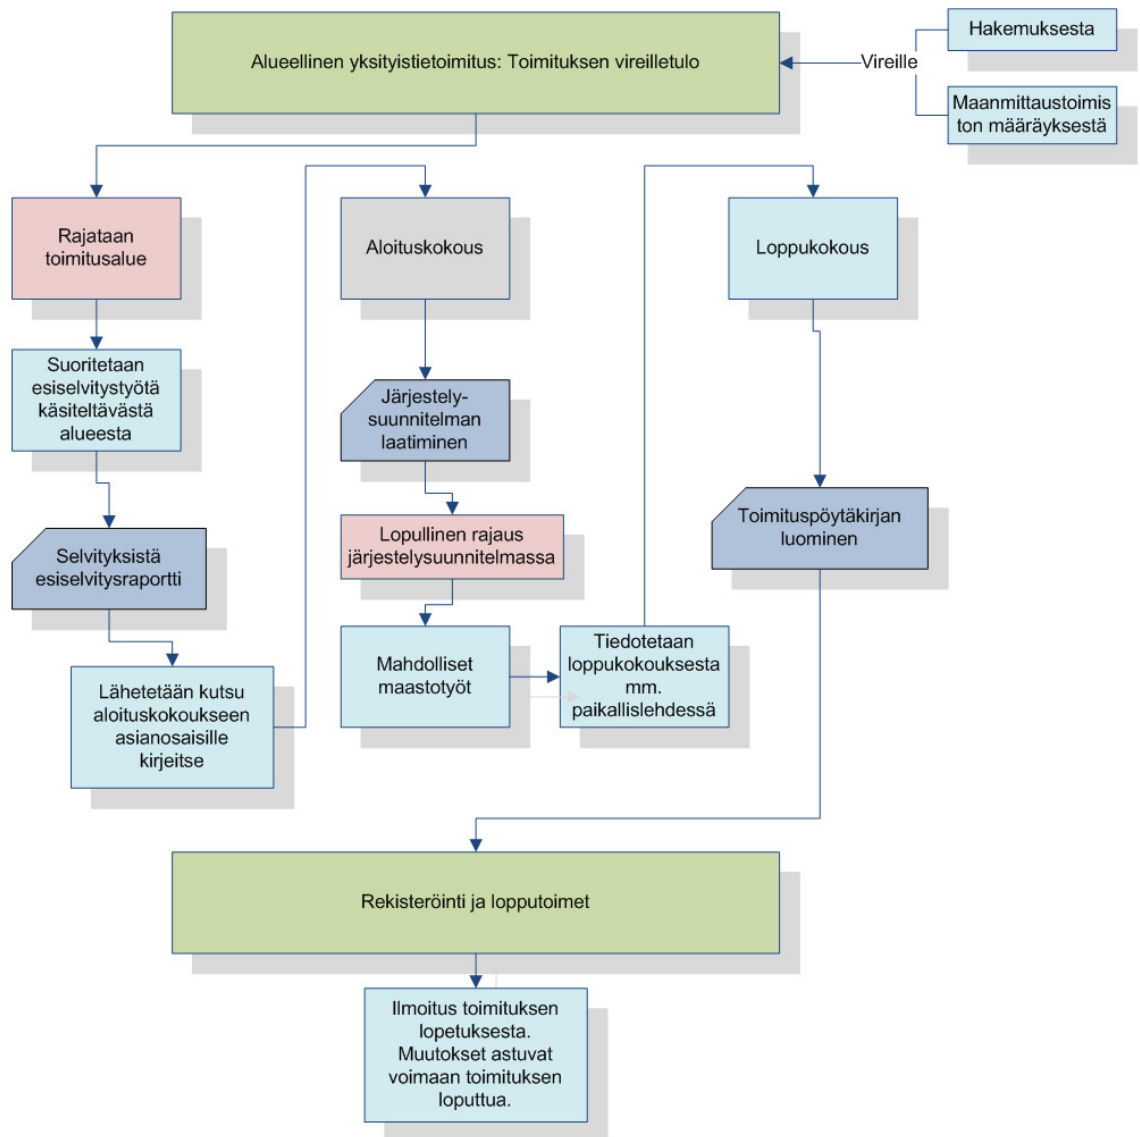 Alueellinen yksityistietoimitus: Toimituksen vireilletulo
Vireille
Hakemuksesta
Maanmittaustoimis
ton määräyksestä
Rajataan
toimitusalue
Suoritetaan
esiselvitystyötä
käsiteltävästä
alueesta
Selvityksistä
esiselvitysraportti
Lähetetään kutsu
aloituskokoukseen
asianosaisille
kirjeitse
Aloituskokous
Järjestely-
suunnitelman
laatiminen
Lopullinen rajaus
järjestelysuunnitelmassa
Mahdolliset
maastotyöt
Tiedotetaan
loppukokouksesta
mm.
paikallislehdessä
Loppukokous
Toimituspöytäkirjan
luominen
Rekisteröinti ja lopputoimet
Ilmoitus toimituksen
lopetuksesta.
Muutokset astuvat
voimaan toimituksen
loputtua.